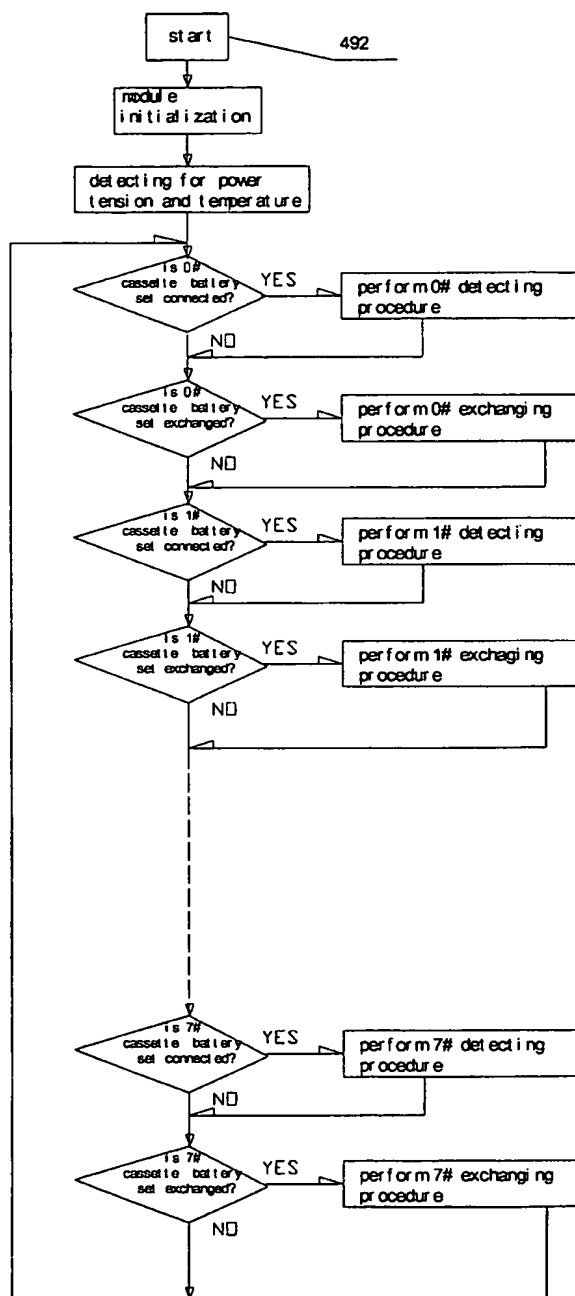 start
492
module
initialization
detecting for power
tension and temperature
Is 0#
cassette battery
set connected?
YES
perform 0# detecting
procedure
NO
Is 0#
cassette battery
set exchanged?
YES
perform 0# exchanging
procedure
NO
Is 1#
cassette battery
set connected?
YES
perform 1# detecting
procedure
NO
Is 1#
cassette battery
set exchanged?
YES
perform 1# exchaging
procedure
NO
Is 7#
cassette battery
set connected?
YES
perform 7# detecting
procedure
NO
Is 7#
cassette battery
set exchanged?
YES
perform 7# exchanging
procedure
NO